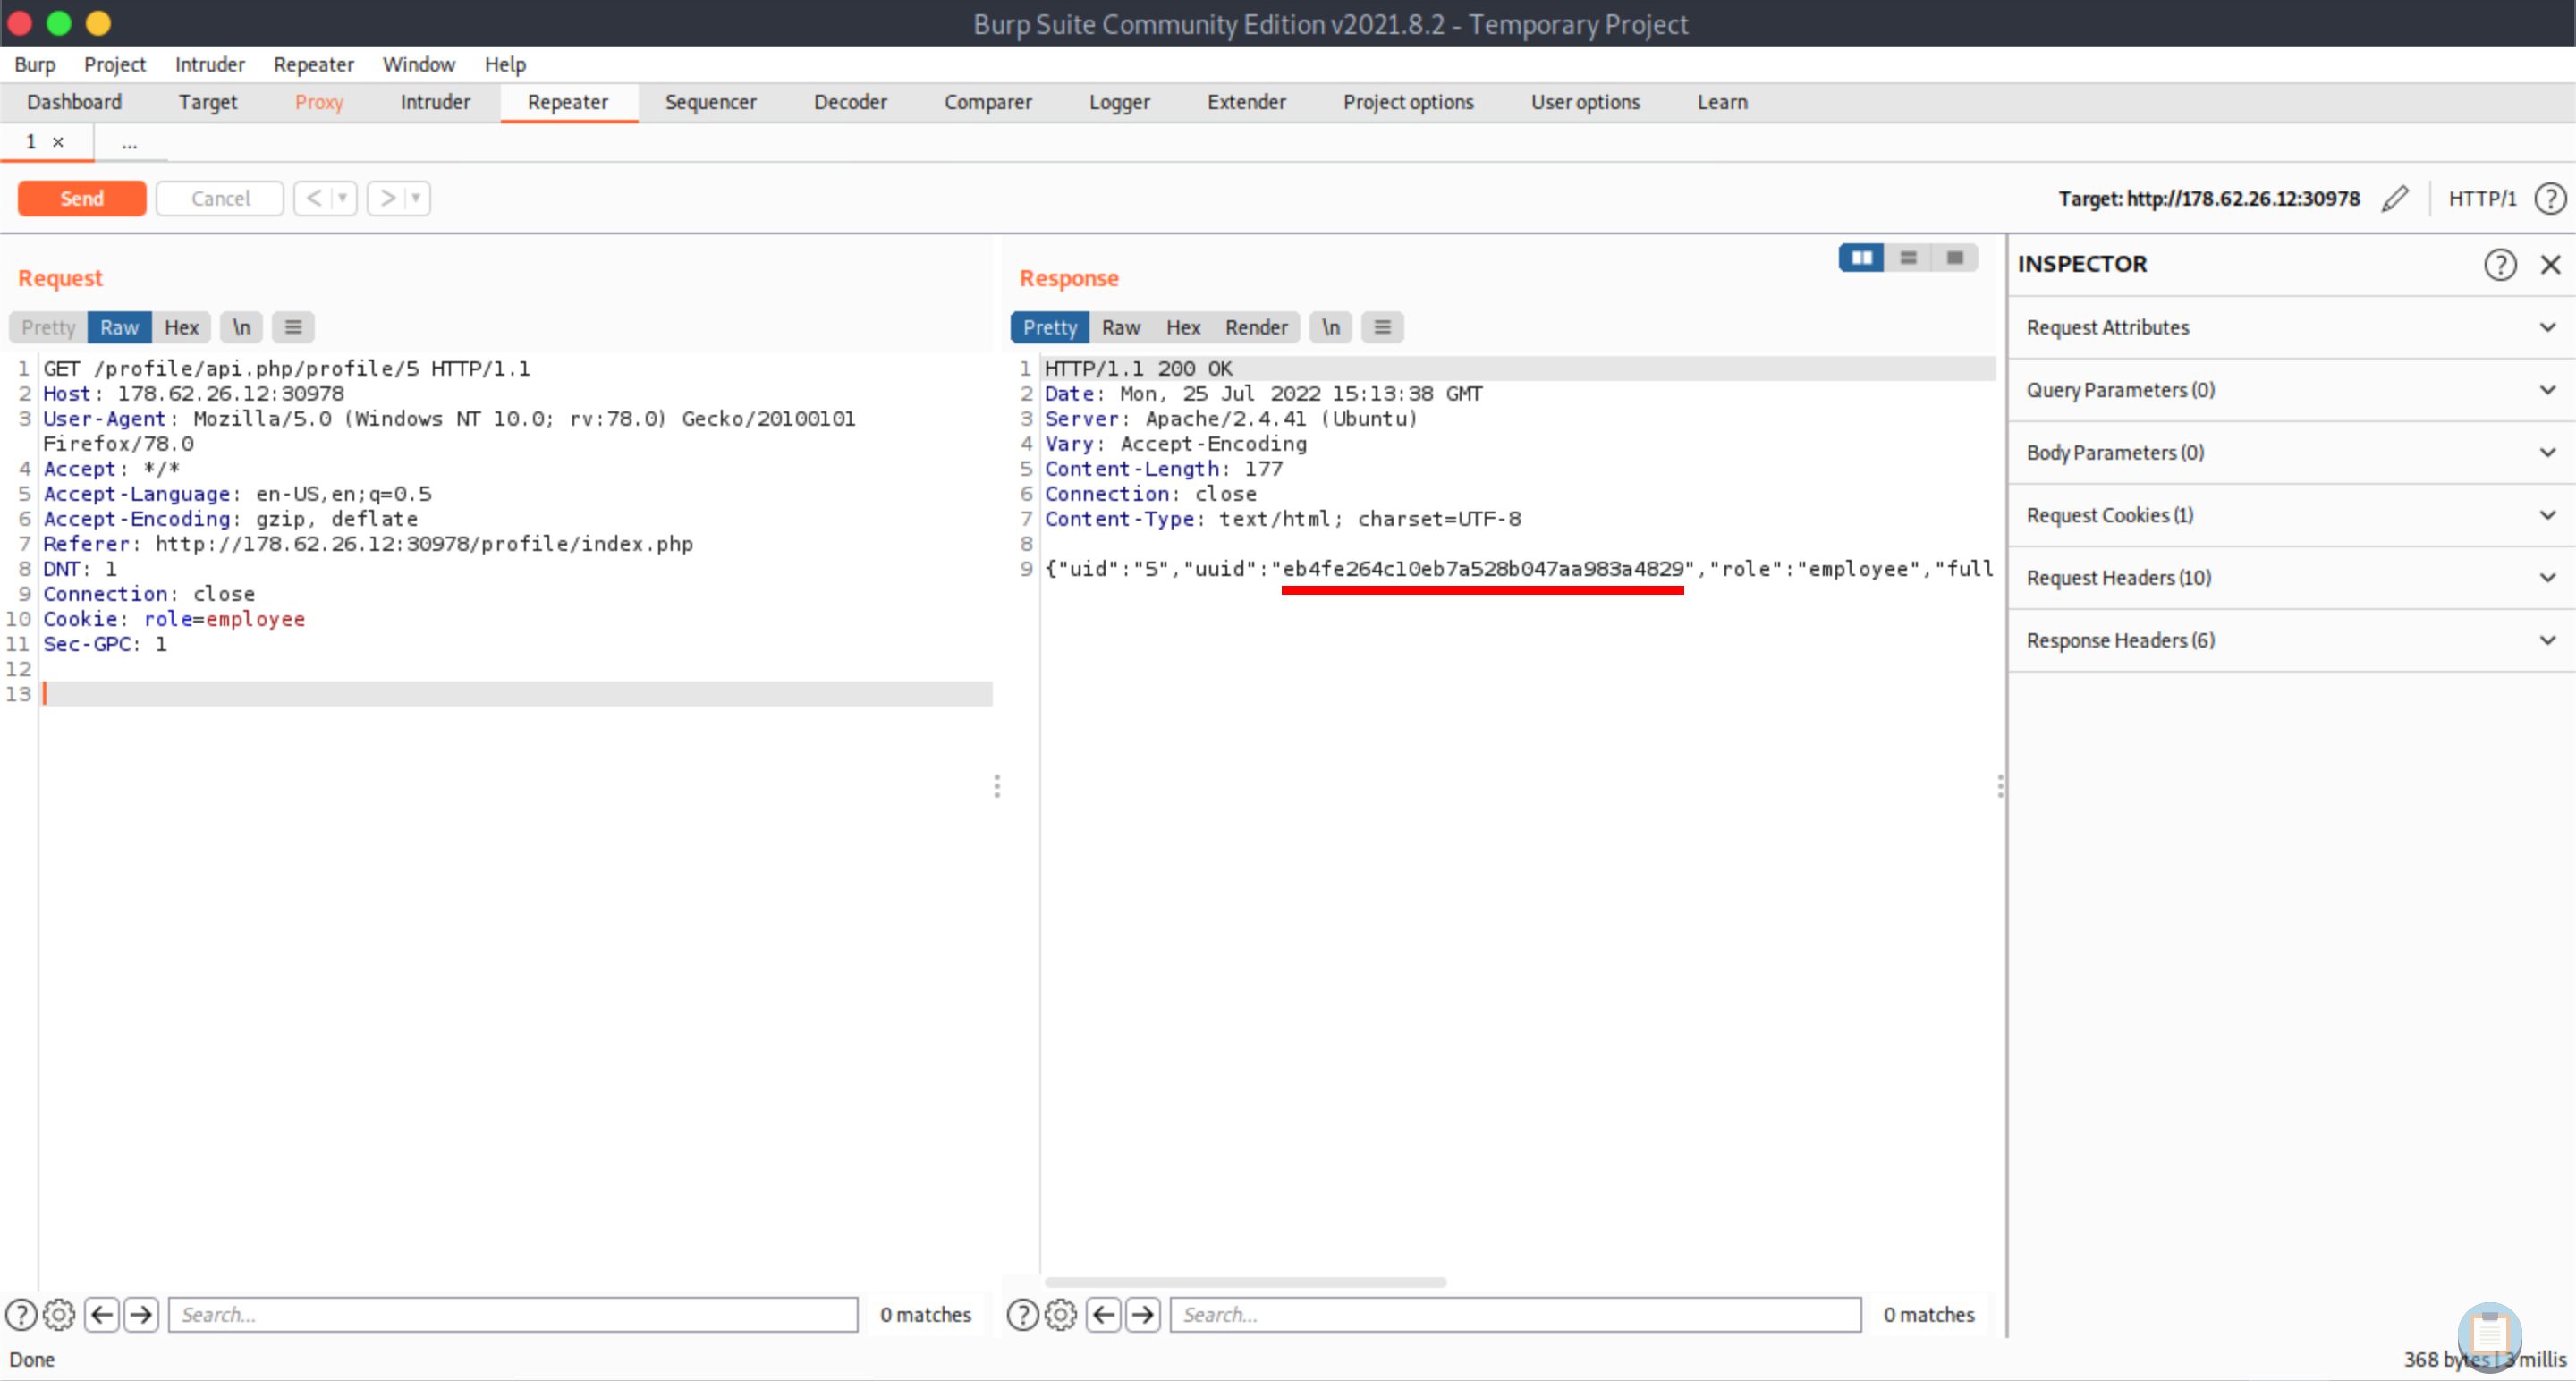 Burp Suite Community Edition v2021.8.2 - Temporary Project
Burp Project Intruder Repeater Window Help
Dashboard Target Proxy Intruder Repeater Sequencer Decoder Comparer Logger Extender Project options User options Learn
1 × ...
Send Cancel < > Target: http://178.62.26.12:30978 HTTP/1 ?
Request
Pretty Raw Hex \n
1 GET /profile/api.php/profile/5 HTTP/1.1
2 Host: 178.62.26.12:30978
3 User-Agent: Mozilla/5.0 (Windows NT 10.0; rv:78.0) Gecko/20100101
Firefox/78.0
4 Accept: */*
5 Accept-Language: en-US,en;q=0.5
6 Accept-Encoding: gzip, deflate
7 Referer: http://178.62.26.12:30978/profile/index.php
8 DNT: 1
9 Connection: close
10 Cookie: role=employee
11 Sec-GPC: 1
12
13
Search... 0 matches
Response
Pretty Raw Hex Render \n
1 HTTP/1.1 200 OK
2 Date: Mon, 25 Jul 2022 15:13:38 GMT
3 Server: Apache/2.4.41 (Ubuntu)
4 Vary: Accept-Encoding
5 Content-Length: 177
6 Connection: close
7 Content-Type: text/html; charset=UTF-8
8
9 {"uid":"5","uuid":"eb4fe264c10eb7a528b047aa983a4829","role":"employee","full
Search... 0 matches
INSPECTOR
Request Attributes
Query Parameters (0)
Body Parameters (0)
Request Cookies (1)
Request Headers (10)
Response Headers (6)
Done
368 bytes | 3 millis